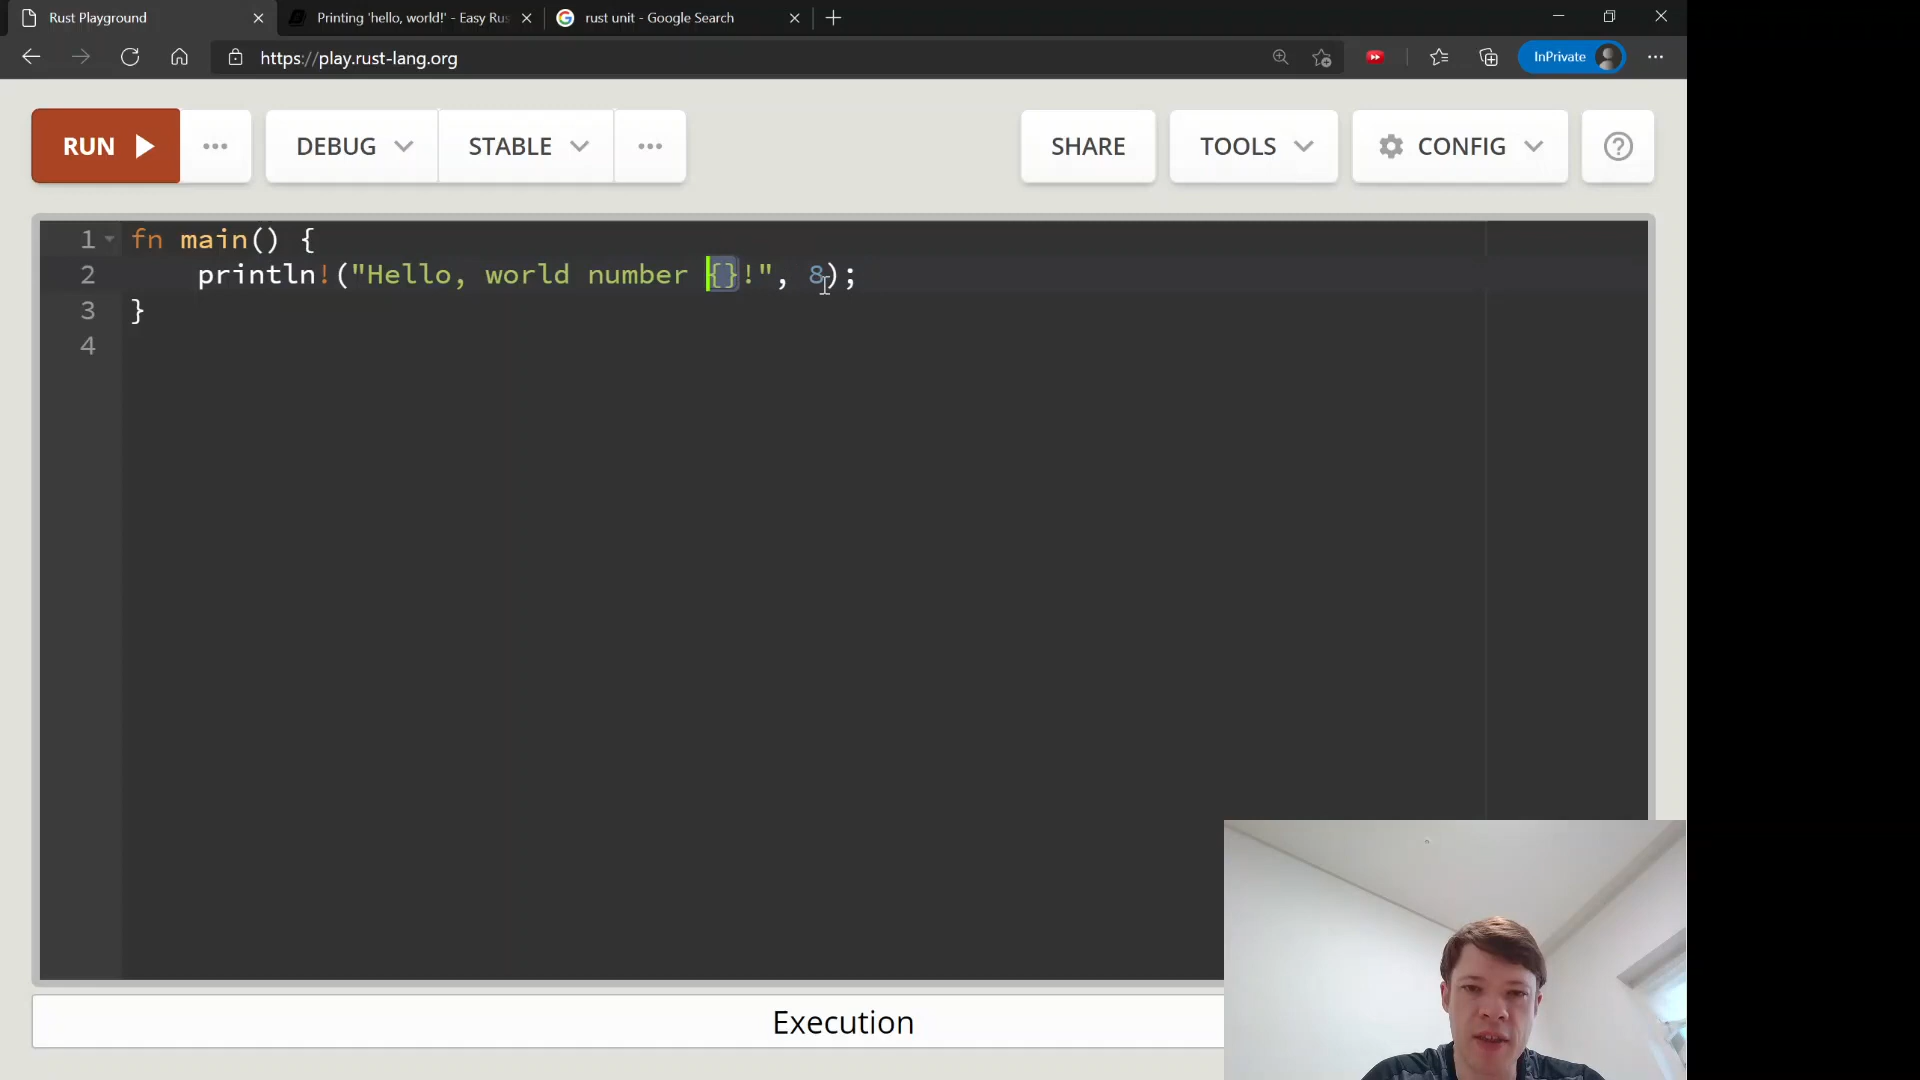 Rust Playground
Printing 'hello, world!' - Easy Rus
rust unit - Google Search
https://play.rust-lang.org
InPrivate
RUN
DEBUG
STABLE
SHARE
TOOLS
CONFIG
1 fn main() {
2 println!("Hello, world number {}!", 8);
3 }
4
Execution